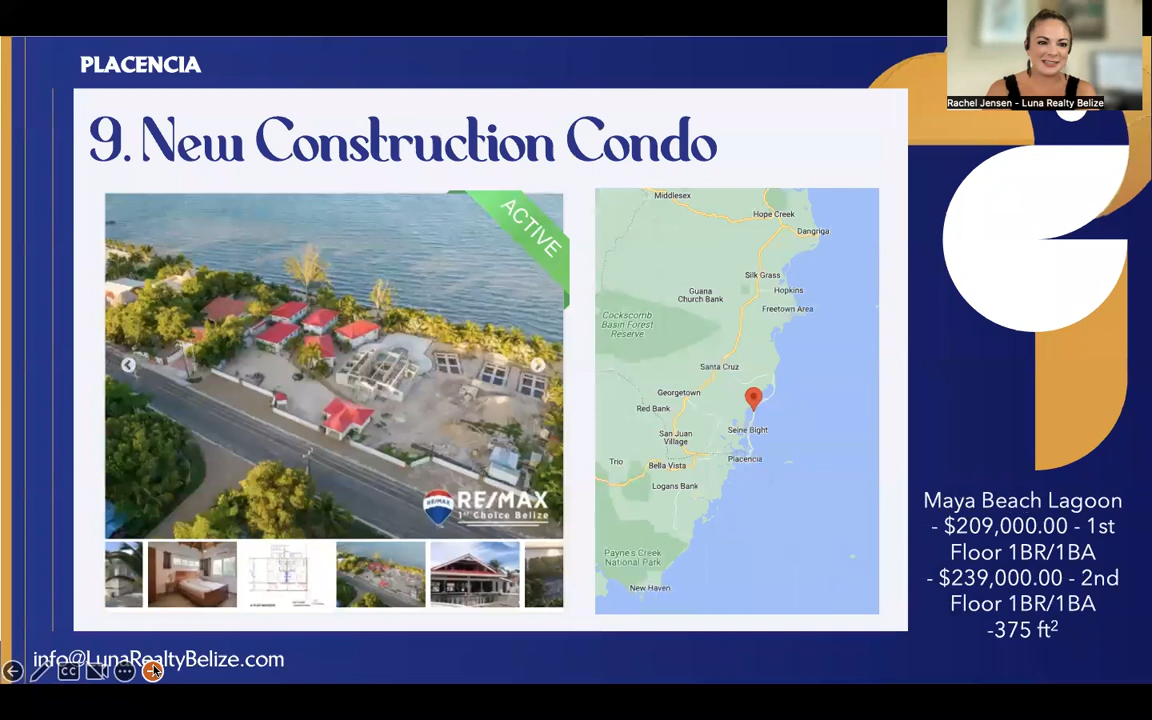 PLACENCIA
Rachel Jensen - Luna Realty Belize
9. New Construction Condo
ACTIVE
RE/MAX
RE/MAX
1st Choice Belize
Middlesex
Hope Creek
Dangriga
Silk Grass
Hopkins
Guana
Church Bank
Freetown Area
Cockscomb
Basin Forest
Reserve
Santa Cruz
Georgetown
Red Bank
Seine Bight
San Juan
Village
Placencia
Trio
Bella Vista
Logans Bank
Payne's Creek
National Park
New Haven
Maya Beach Lagoon
- $209,000.00 - 1st
Floor 1BR/1BA
- $239,000.00 - 2nd
Floor 1BR/1BA
-375 ft²
info@LunaRealtyBelize.com
CC